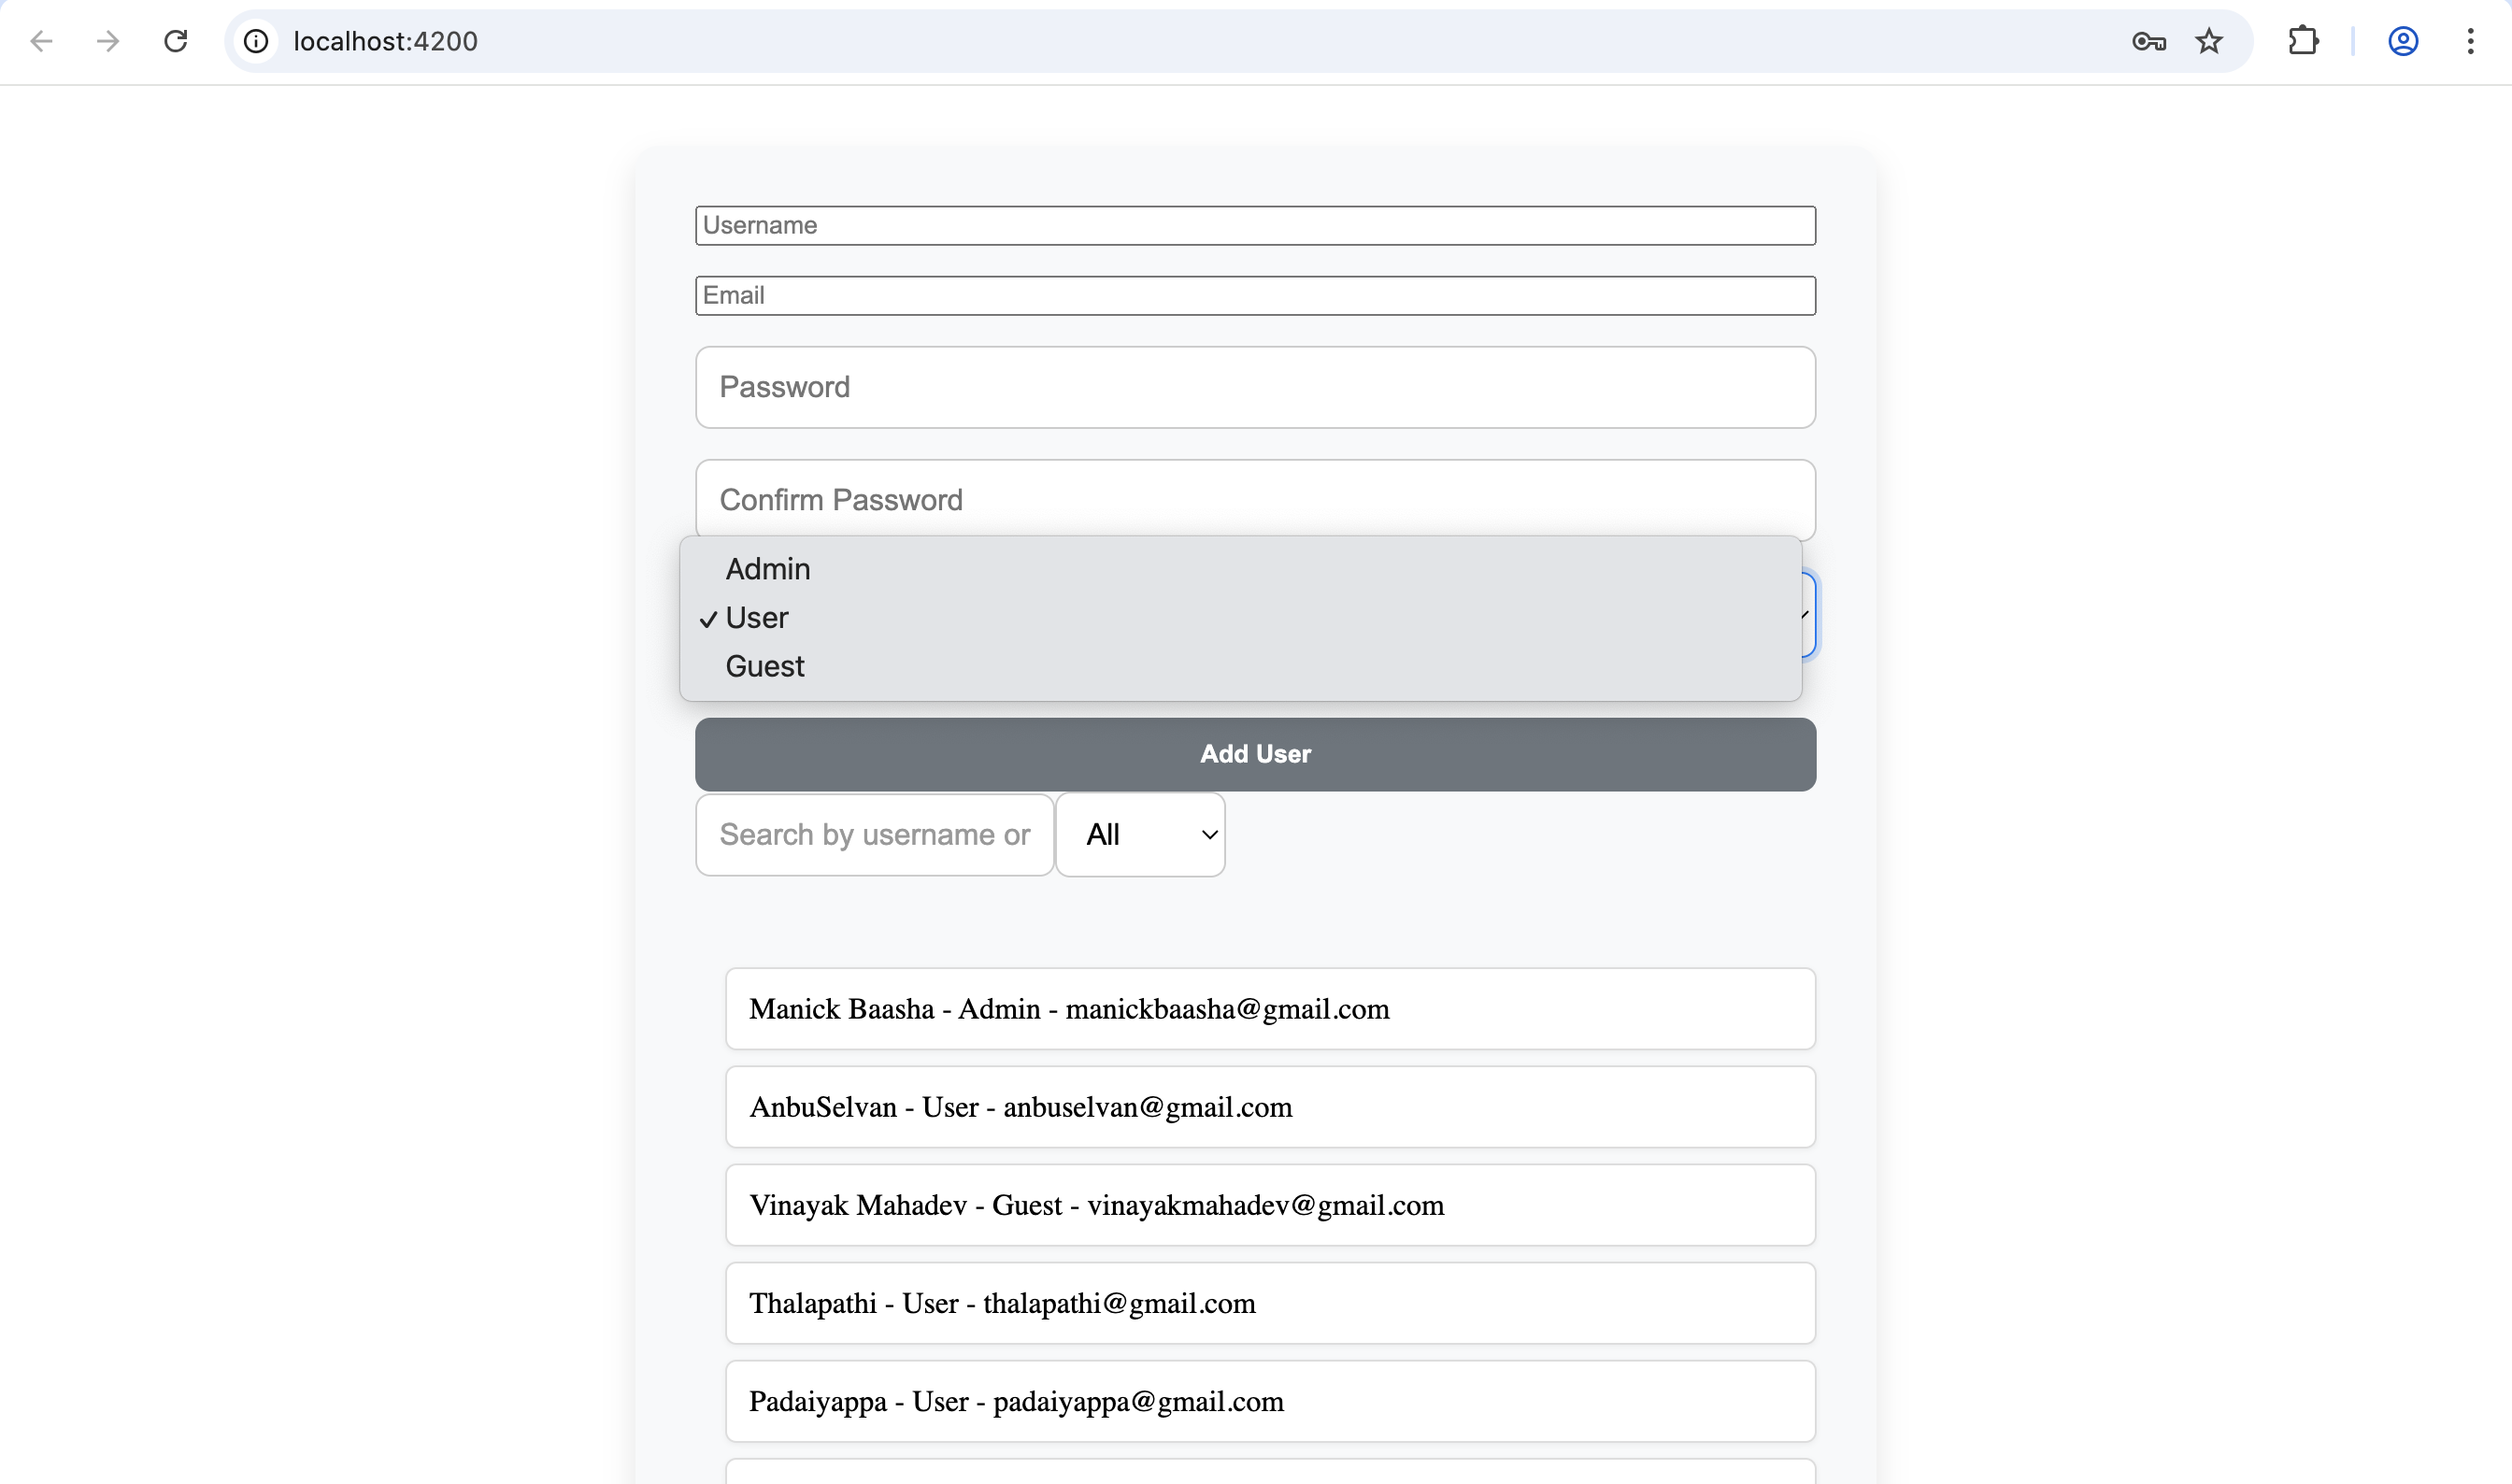 localhost:4200
Username
Email
Password
Confirm Password
Admin
✓ User
Guest
Add User
Search by username or
All
Manick Baasha - Admin - manickbaasha@gmail.com
AnbuSelvan - User - anbuselvan@gmail.com
Vinayak Mahadev - Guest - vinayakmahadev@gmail.com
Thalapathi - User - thalapathi@gmail.com
Padaiyappa - User - padaiyappa@gmail.com